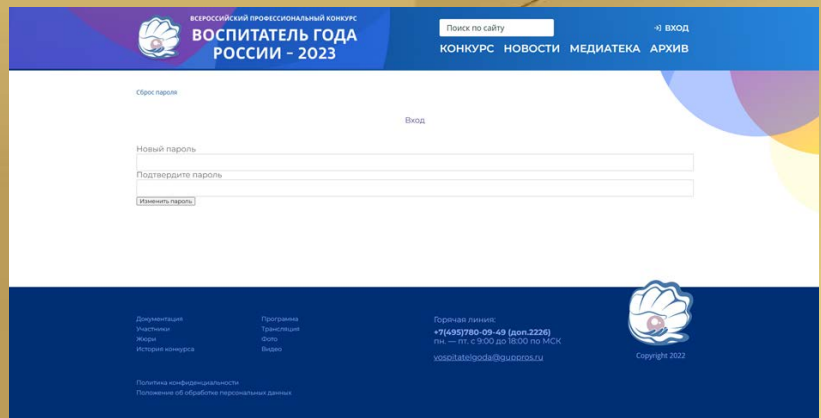 ВСЕРОССИЙСКИЙ ПРОФЕССИОНАЛЬНЫЙ КОНКУРС
ВОСПИТАТЕЛЬ ГОДА
РОССИИ – 2023
Поиск по сайту
ВХОД
КОНКУРС НОВОСТИ МЕДИАТЕКА АРХИВ
Сброс пароля
Вход
Новый пароль
Подтвердите пароль
Изменить пароль
Документация
Участники
Жюри
История конкурса
Программа
Трансляция
Фото
Видео
Горячая линия:
+7(495)780-09-49 (доп.2226)
пн. — пт. с 9:00 до 18:00 по МСК
vospitatelgoda@guppros.ru
Copyright 2022
Политика конфиденциальности
Положения об обработке персональных данных